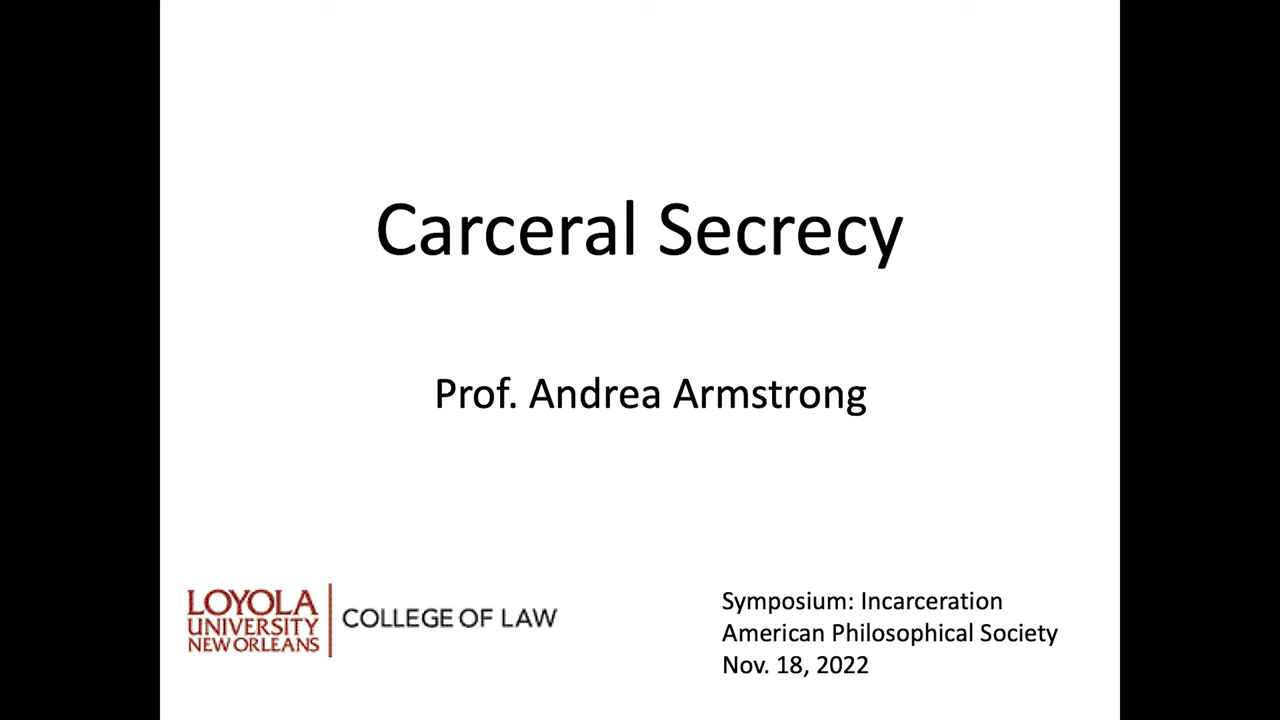 Carceral Secrecy
Prof. Andrea Armstrong
LOYOLA
UNIVERSITY
NEW ORLEANS
COLLEGE OF LAW
Symposium: Incarceration
American Philosophical Society
Nov. 18, 2022